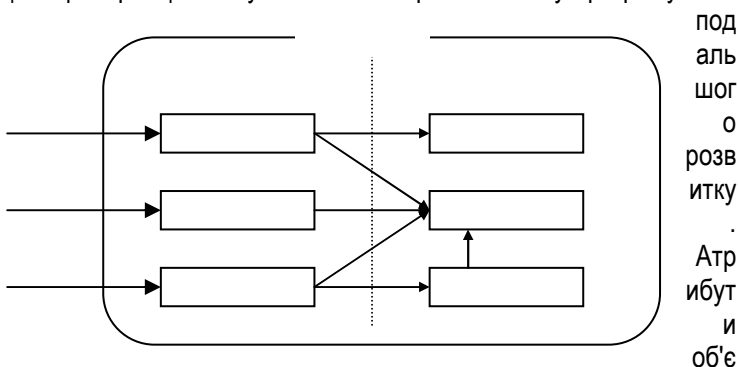 под
аль
шог
о
розв
итку
.
Атр
ибут
и
об'є